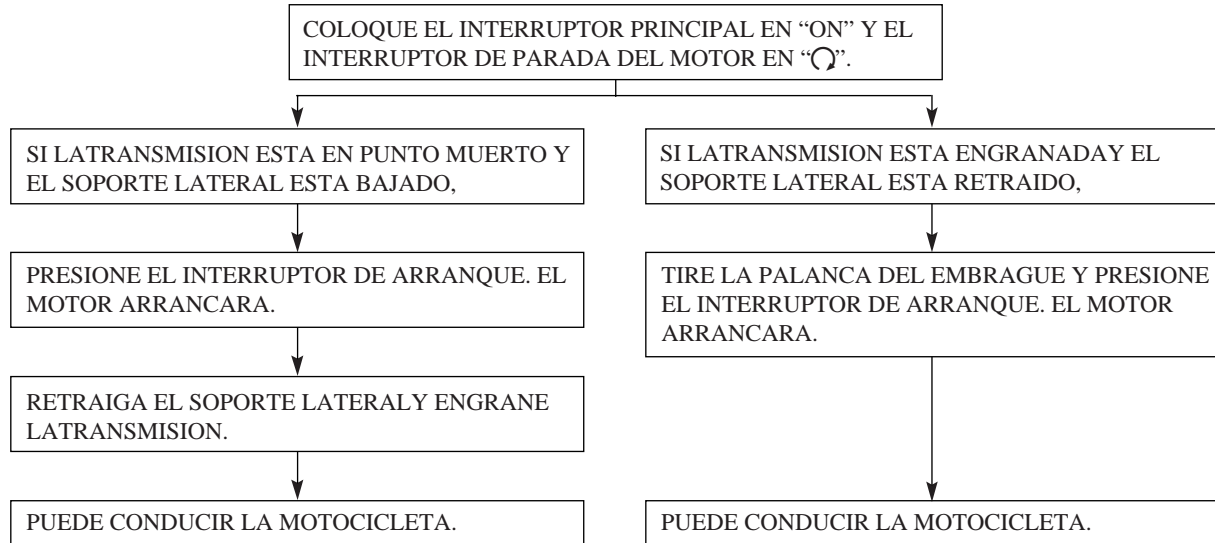 COLOQUE EL INTERRUPTOR PRINCIPAL EN “ON” Y EL
INTERRUPTOR DE PARADA DEL MOTOR EN “”.
SI LATRANSMISION ESTA EN PUNTO MUERTO Y
EL SOPORTE LATERAL ESTA BAJADO,
PRESIONE EL INTERRUPTOR DE ARRANQUE. EL
MOTOR ARRANCARA.
RETRAIGA EL SOPORTE LATERALY ENGRANE
LATRANSMISION.
PUEDE CONDUCIR LA MOTOCICLETA.
SI LATRANSMISION ESTA ENGRANADAY EL
SOPORTE LATERAL ESTA RETRAIDO,
TIRE LA PALANCA DEL EMBRAGUE Y PRESIONE
EL INTERRUPTOR DE ARRANQUE. EL MOTOR
ARRANCARA.
PUEDE CONDUCIR LA MOTOCICLETA.